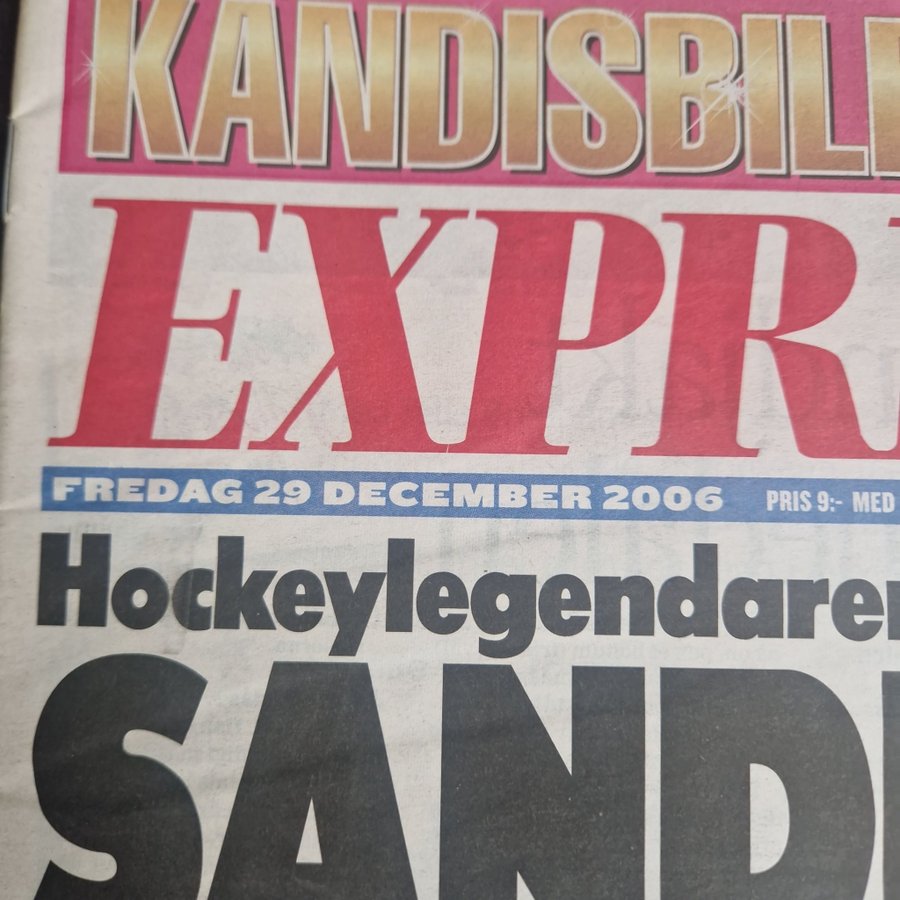 KANDISBIL
EXPR
FREDAG 29 DECEMBER 2006 PRIS 9:- MED
Hockeylegendaren
SAND